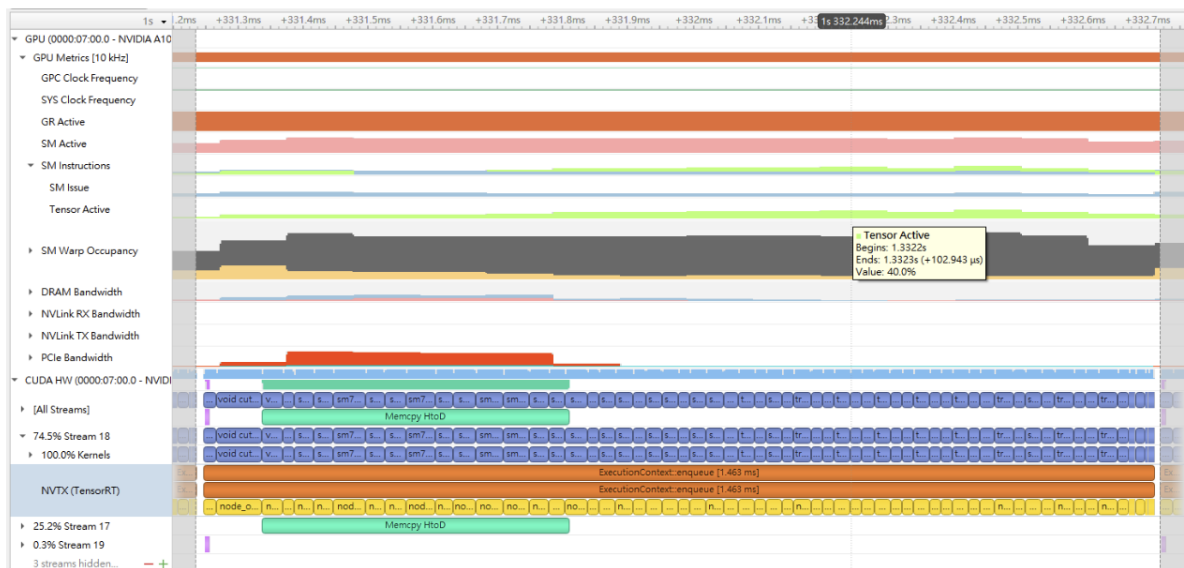 1s .2ms +331.3ms +331.4ms +331.5ms +331.6ms +331.7ms +331.8ms +331.9ms +332ms +332.1ms 1s 332.244ms 2.3ms +332.4ms +332.5ms +332.6ms +332.7ms
GPU (0000:07:00.0 - NVIDIA A10
GPU Metrics [10 kHz]
GPC Clock Frequency
SYS Clock Frequency
GR Active
SM Active
SM Instructions
SM Issue
Tensor Active
Tensor Active
Begins: 1.3322s
Ends: 1.3323s (+102.943 μs)
Value: 40.0%
SM Warp Occupancy
DRAM Bandwidth
NVLink RX Bandwidth
NVLink TX Bandwidth
PCIe Bandwidth
CUDA HW (0000:07:00.0 - NVIDI
[All Streams]
void cut...
Memcpy HtoD
74.5% Stream 18
void cut...
100.0% Kernels
void cut...
ExecutionContext::enqueue [1.463 ms]
NVTX (TensorRT)
ExecutionContext::enqueue [1.463 ms]
node_o...
25.2% Stream 17
Memcpy HtoD
0.3% Stream 19
3 streams hidden... − +